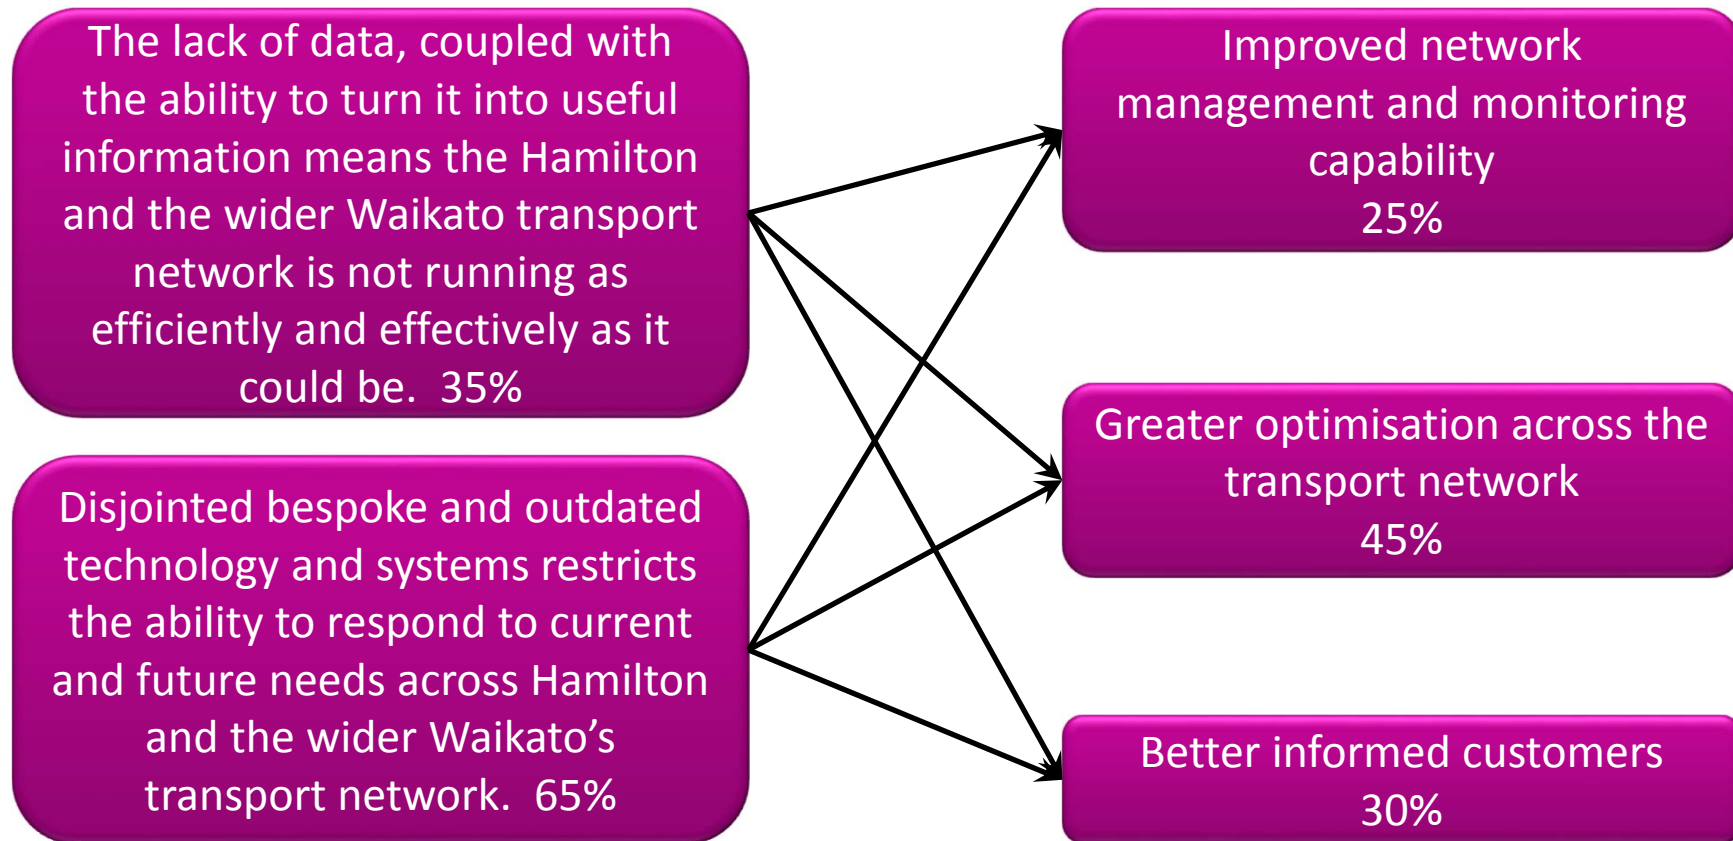 The lack of data, coupled with
the ability to turn it into useful
information means the Hamilton
and the wider Waikato transport
network is not running as
efficiently and effectively as it
could be.  35%
Disjointed bespoke and outdated
technology and systems restricts
the ability to respond to current
and future needs across Hamilton
and the wider Waikato’s
transport network.  65%
Improved network
management and monitoring
capability
25%
Greater optimisation across the
transport network
45%
Better informed customers
30%